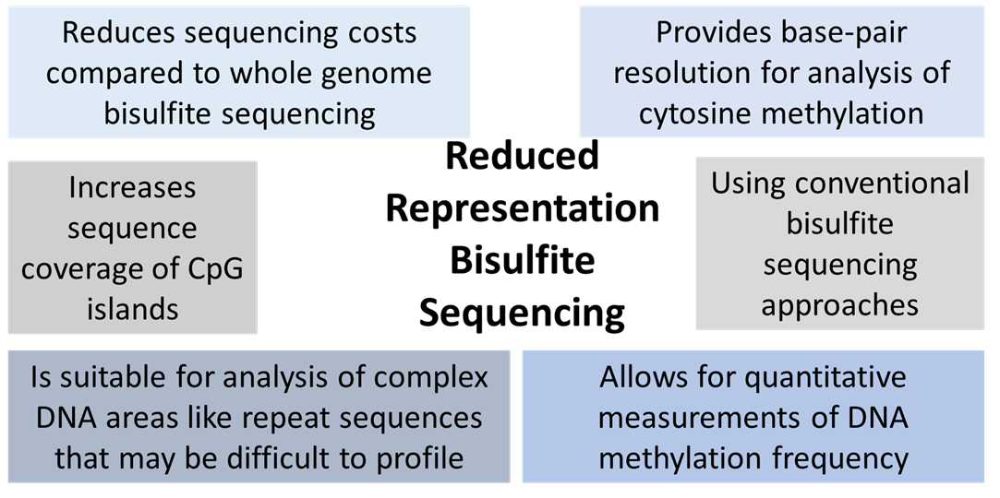 Reduces sequencing costs
compared to whole genome
bisulfite sequencing
Provides base-pair
resolution for analysis of
cytosine methylation
Reduced
Representation
Bisulfite
Sequencing
Increases
sequence
coverage of CpG
islands
Using conventional
bisulfite
sequencing
approaches
Is suitable for analysis of complex
DNA areas like repeat sequences
that may be difficult to profile
Allows for quantitative
measurements of DNA
methylation frequency